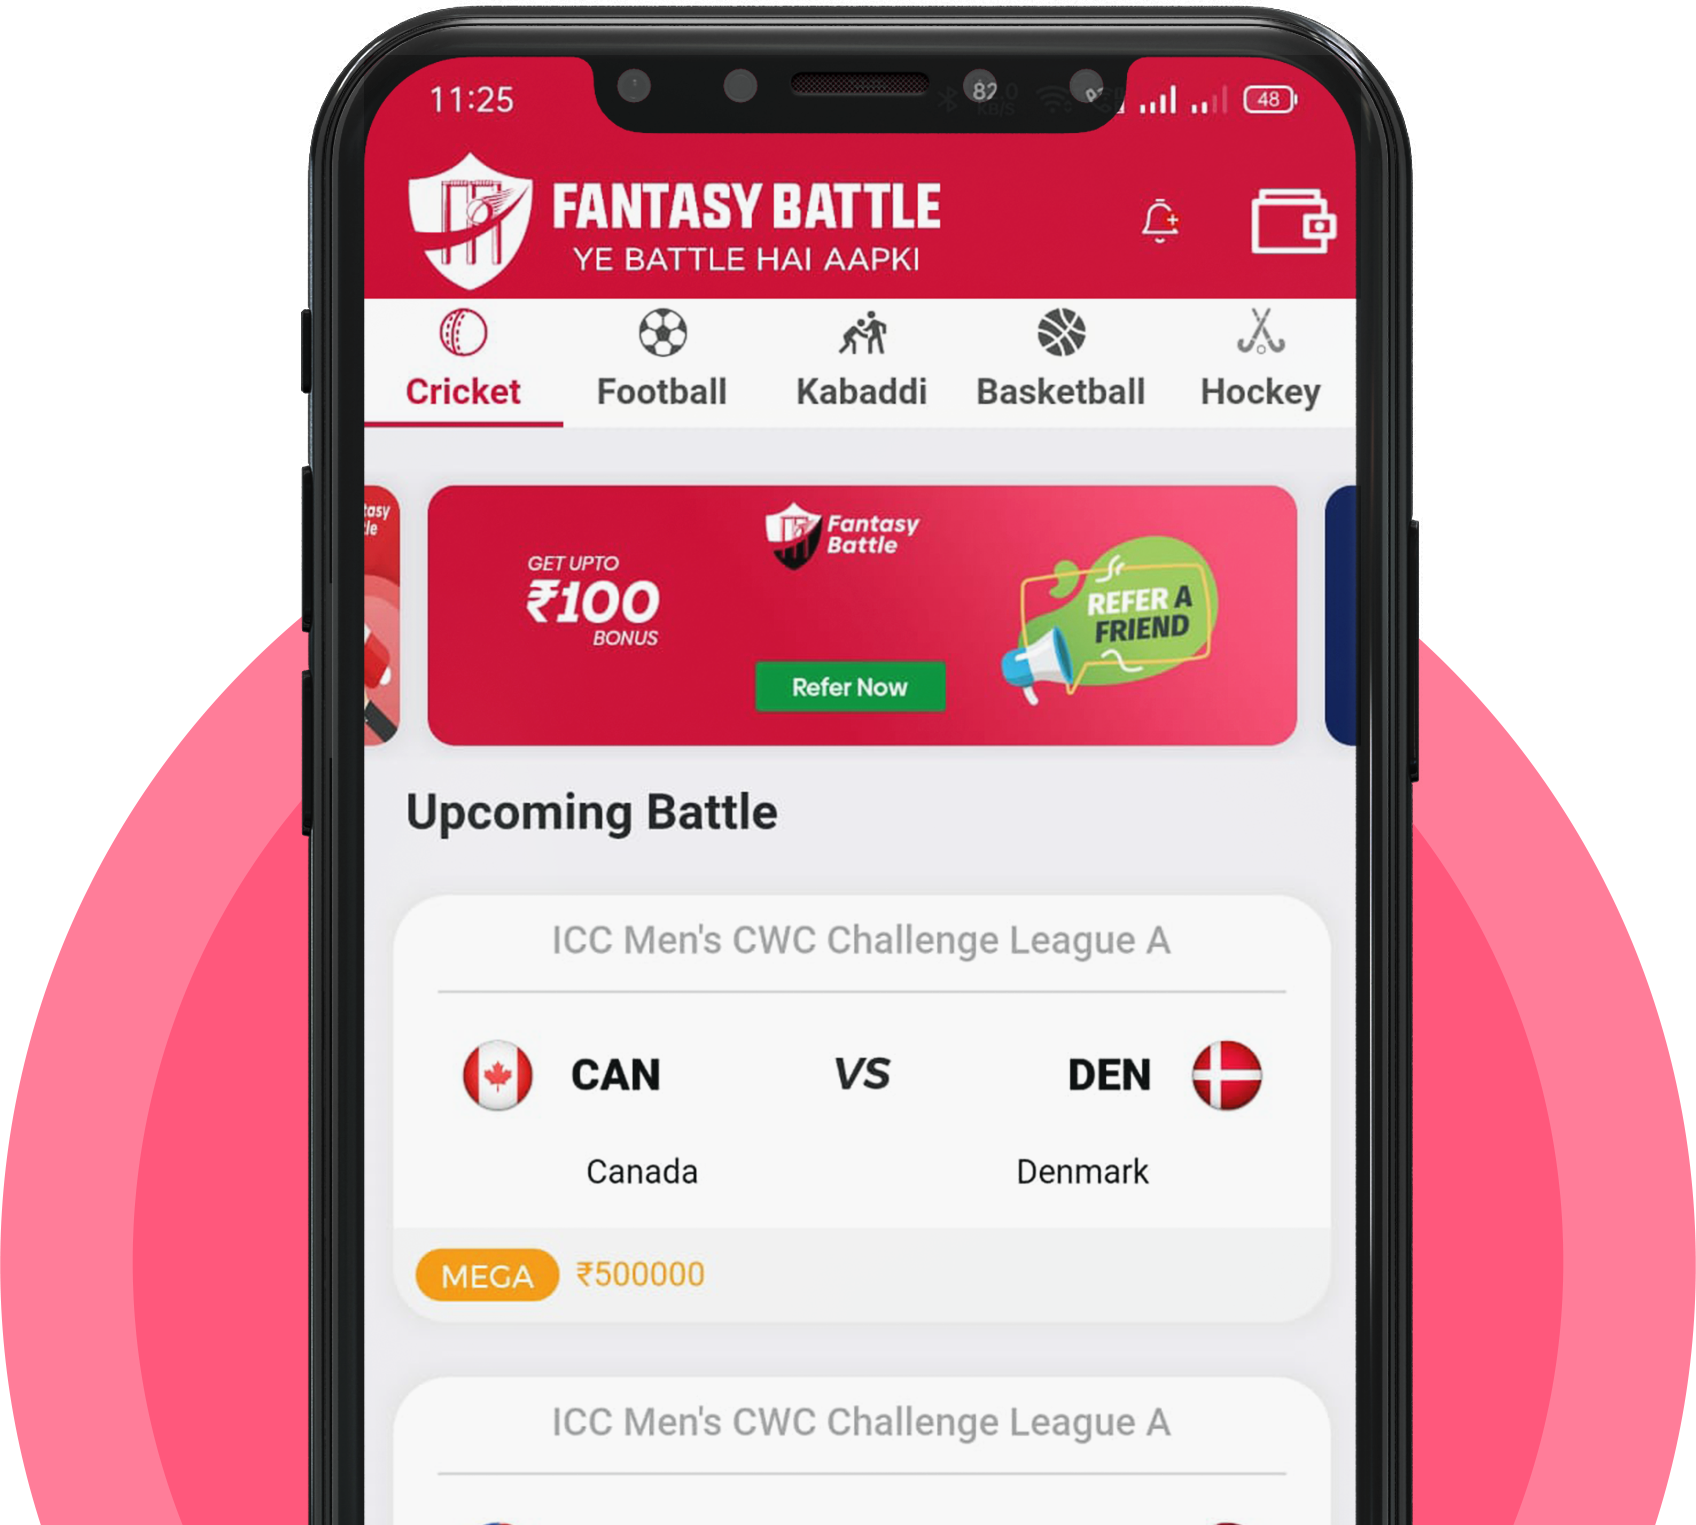 11:25
82
48
FANTASY BATTLE
YE BATTLE HAI AAPKI
Cricket Football Kabaddi Basketball Hockey
Fantasy
Battle
GET UPTO
₹100
BONUS
REFER A
FRIEND
Refer Now
Upcoming Battle
ICC Men's CWC Challenge League A
CAN VS DEN
Canada Denmark
MEGA ₹500000
ICC Men's CWC Challenge League A